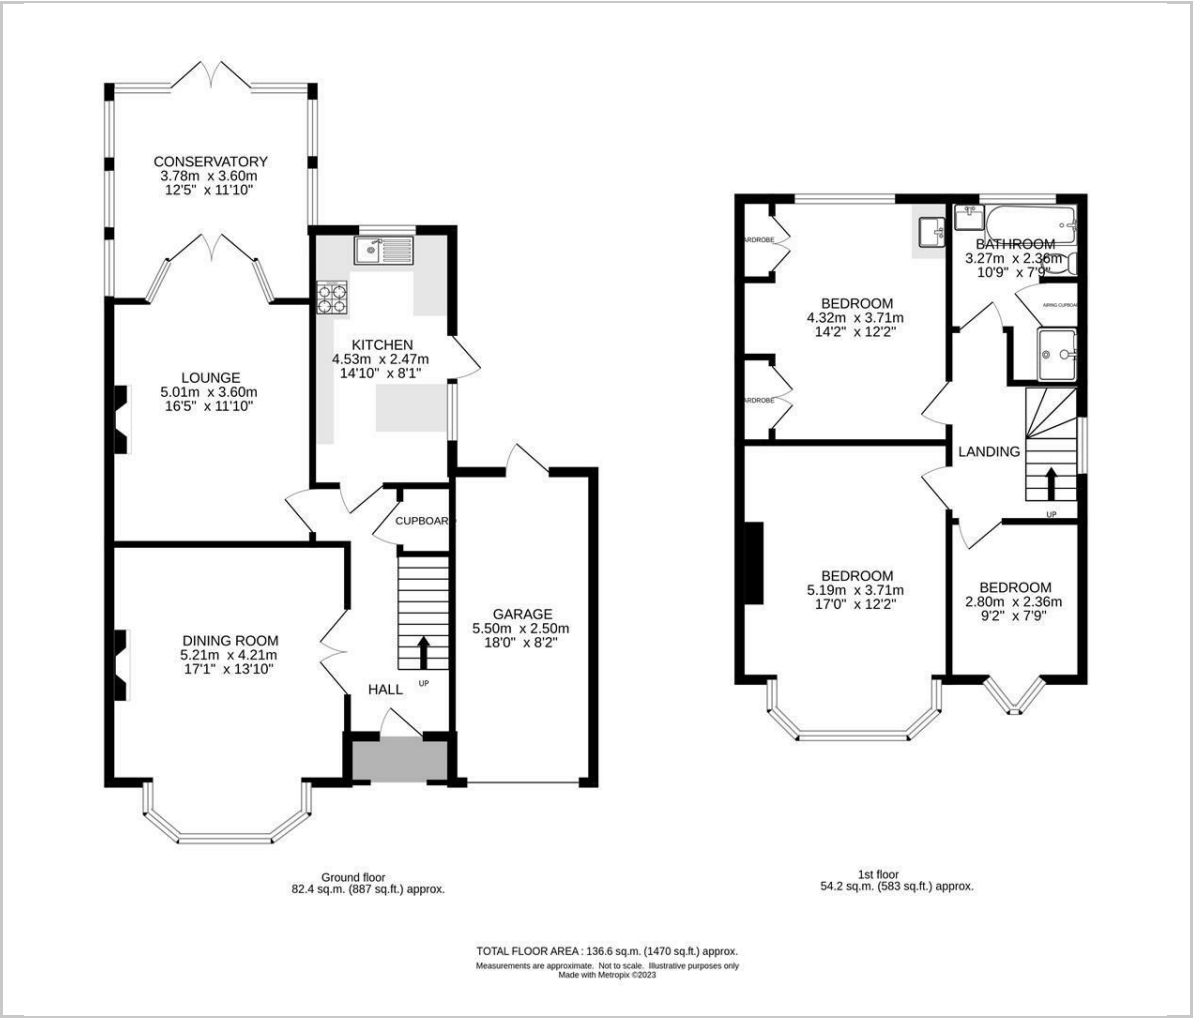 CONSERVATORY
3.78m x 3.60m
12'5" x 11'10"
LOUNGE
5.01m x 3.60m
16'5" x 11'10"
KITCHEN
4.53m x 2.47m
14'10" x 8'1"
CUPBOARD
DINING ROOM
5.21m x 4.21m
17'1" x 13'10"
HALL
UP
GARAGE
5.50m x 2.50m
18'0" x 8'2"
Ground floor
82.4 sq.m. (887 sq.ft.) approx.
ARDROBE
BEDROOM
4.32m x 3.71m
14'2" x 12'2"
ARDROBE
BATHROOM
3.27m x 2.36m
10'9" x 7'9"
AIRING CUPBOAR
LANDING
UP
BEDROOM
5.19m x 3.71m
17'0" x 12'2"
BEDROOM
2.80m x 2.36m
9'2" x 7'9"
1st floor
54.2 sq.m. (583 sq.ft.) approx.
TOTAL FLOOR AREA : 136.6 sq.m. (1470 sq.ft.) approx.
Measurements are approximate. Not to scale. Illustrative purposes only
Made with Metropix ©2023